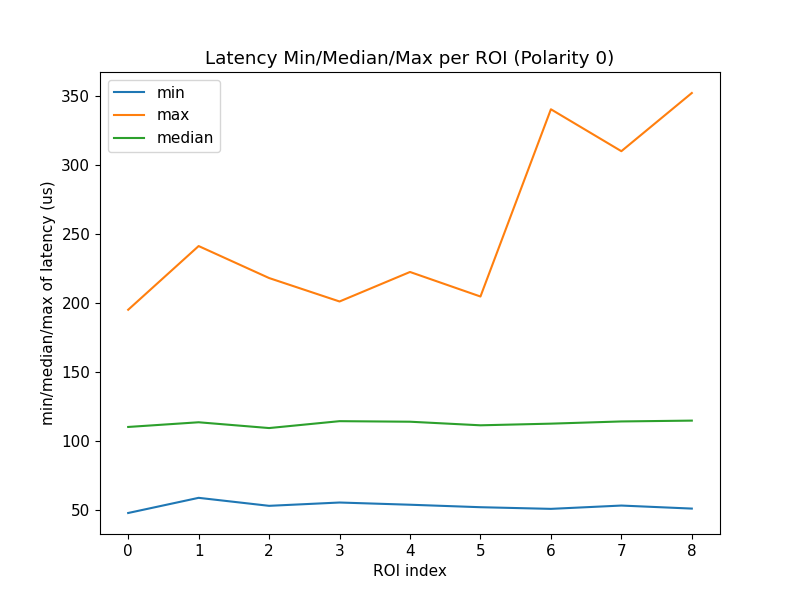 Latency Min/Median/Max per ROI (Polarity 0)
min
max
median
min/median/max of latency (us)
350
300
250
200
150
100
50
0 1 2 3 4 5 6 7 8
ROI index